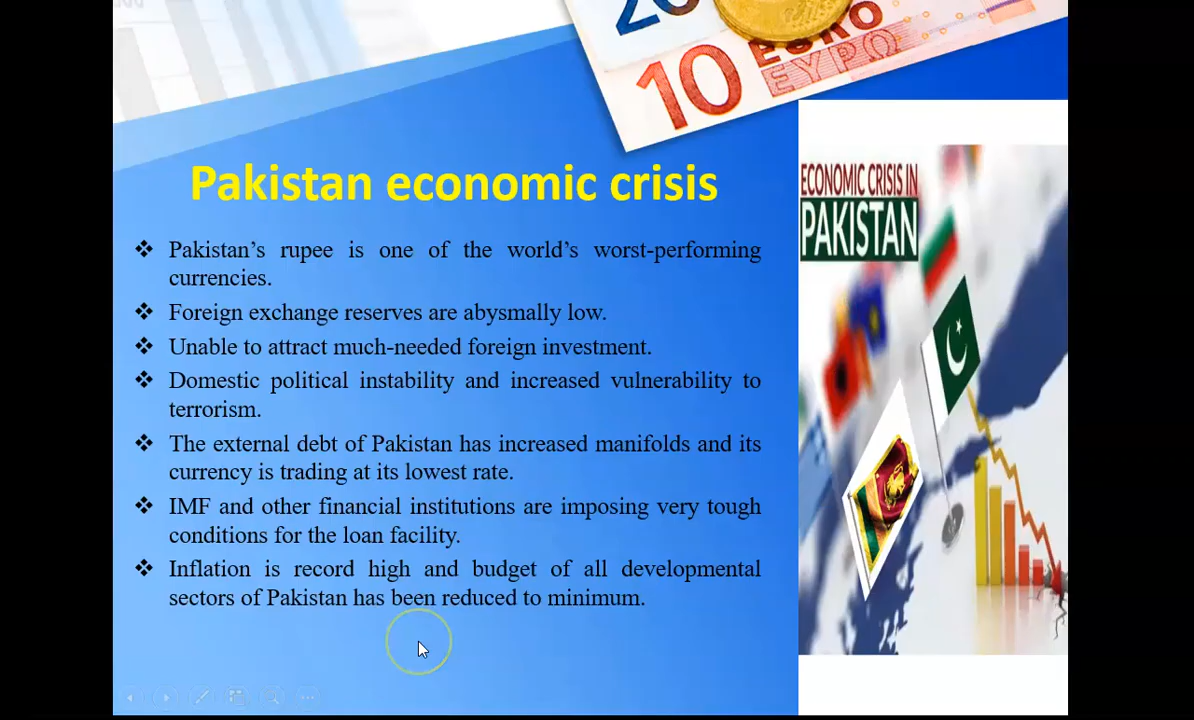 20
10
EURO
ΕΥΡΩ
Pakistan economic crisis
ECONOMIC CRISIS IN
PAKISTAN
❖ Pakistan’s rupee is one of the world’s worst-performing
currencies.
❖ Foreign exchange reserves are abysmally low.
❖ Unable to attract much-needed foreign investment.
❖ Domestic political instability and increased vulnerability to
terrorism.
❖ The external debt of Pakistan has increased manifolds and its
currency is trading at its lowest rate.
❖ IMF and other financial institutions are imposing very tough
conditions for the loan facility.
❖ Inflation is record high and budget of all developmental
sectors of Pakistan has been reduced to minimum.